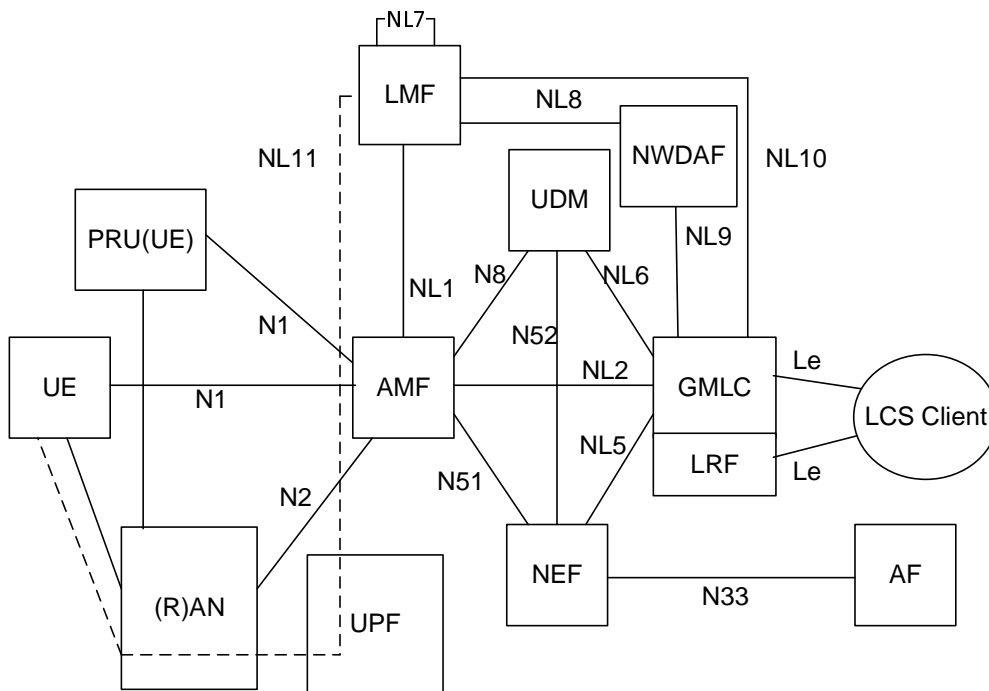 NL7
LMF
NL8
NL11
NWDAF
NL10
UDM
PRU(UE)
NL9
NL1
N8
NL6
N1
N52
UE
AMF
NL2
GMLC
Le
LCS Client
N1
NL5
LRF
Le
N51
N2
NEF
AF
N33
(R)AN
UPF